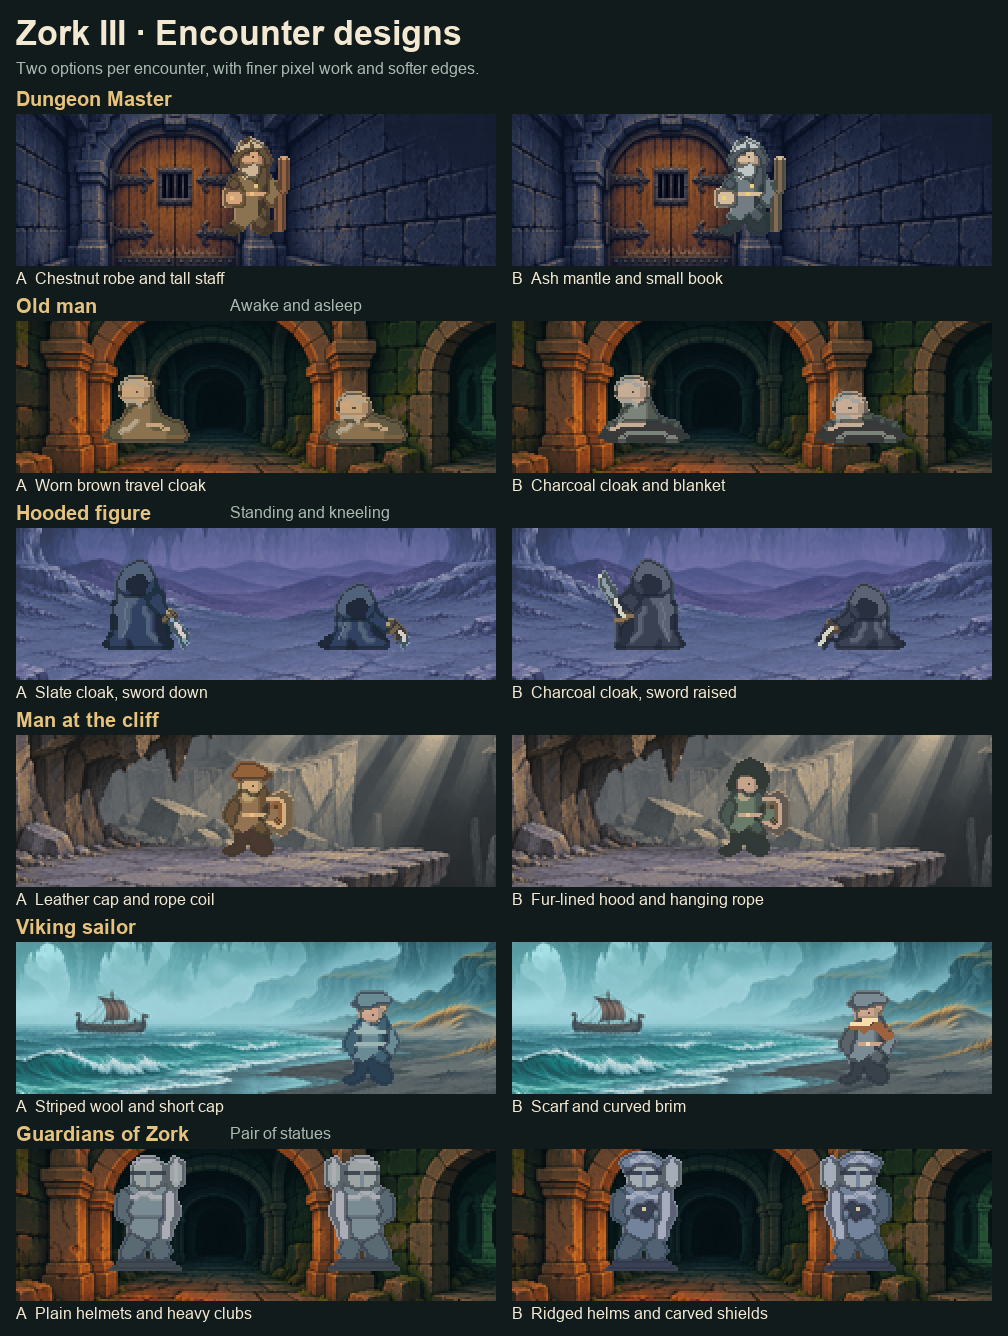 Zork III · Encounter designs
Two options per encounter, with finer pixel work and softer edges.
Dungeon Master
A Chestnut robe and tall staff
B Ash mantle and small book
Old man Awake and asleep
A Worn brown travel cloak
B Charcoal cloak and blanket
Hooded figure Standing and kneeling
A Slate cloak, sword down
B Charcoal cloak, sword raised
Man at the cliff
A Leather cap and rope coil
B Fur-lined hood and hanging rope
Viking sailor
A Striped wool and short cap
B Scarf and curved brim
Guardians of Zork Pair of statues
A Plain helmets and heavy clubs
B Ridged helms and carved shields